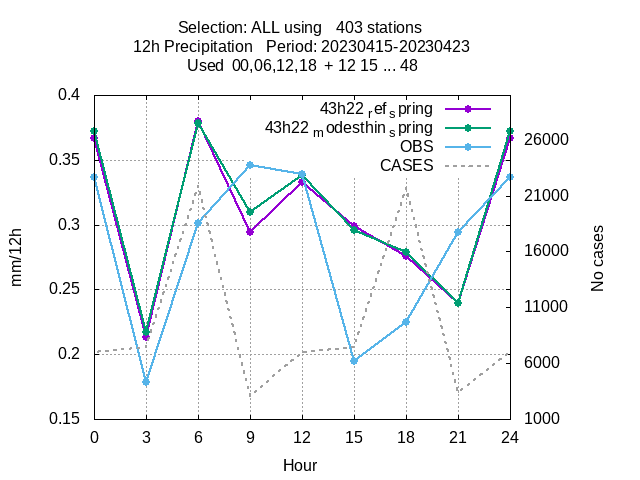 Selection: ALL using   403 stations
12h Precipitation   Period: 20230415-20230423
Used  00,06,12,18  + 12 15 ... 48
43h22 ref spring
43h22 modesthin spring
OBS
CASES
0.4
0.35
0.3
0.25
0.2
0.15
mm/12h
26000
21000
16000
11000
6000
1000
No cases
0 3 6 9 12 15 18 21 24
Hour